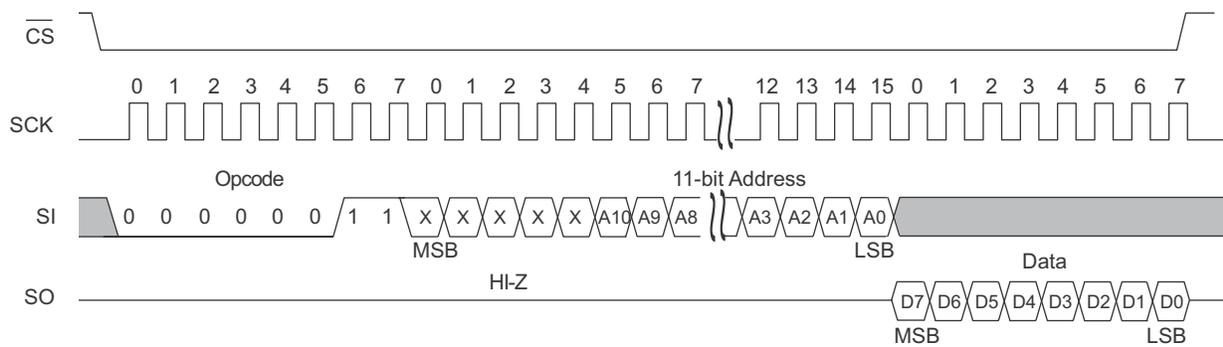 CS
0 1 2 3 4 5 6 7 0 1 2 3 4 5 6 7 12 13 14 15 0 1 2 3 4 5 6 7
SCK
Opcode 11-bit Address
SI 0 0 0 0 0 0 1 1 X X X X X A10 A9 A8 A3 A2 A1 A0
MSB LSB
HI-Z Data
SO D7 D6 D5 D4 D3 D2 D1 D0
MSB LSB